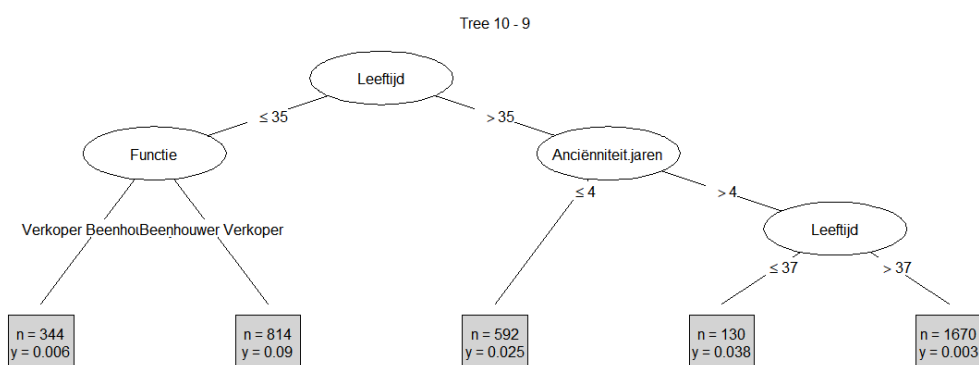 Tree 10 - 9
Leeftijd
≤ 35
> 35
Functie
Anciënniteit.jaren
≤ 4
> 4
Verkoper Beenhou
Beenhouwer Verkoper
Leeftijd
≤ 37
> 37
n = 344
y = 0.006
n = 814
y = 0.09
n = 592
y = 0.025
n = 130
y = 0.038
n = 1670
y = 0.003